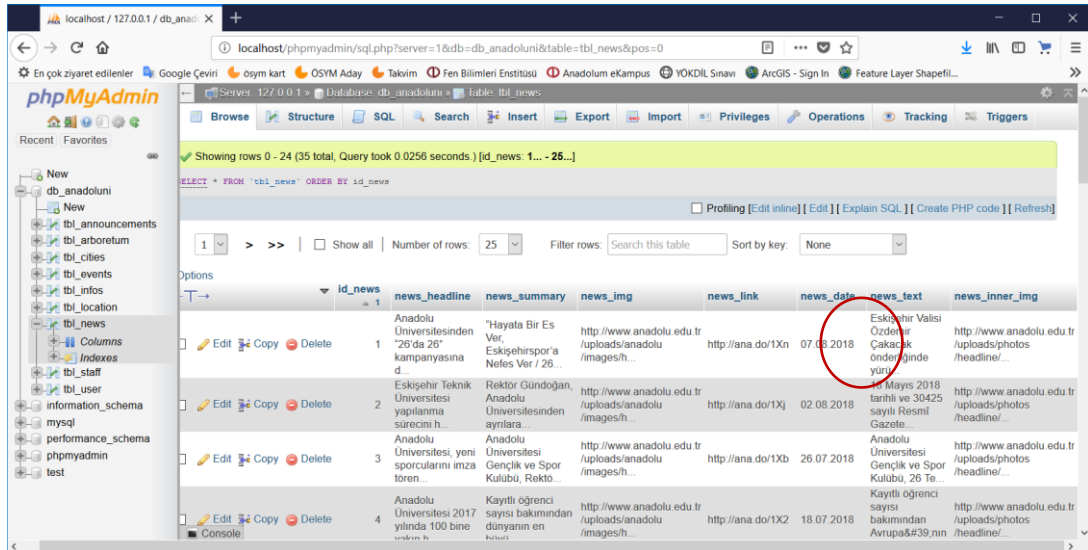 localhost / 127.0.0.1 / db_anado
localhost/phpmyadmin/sql.php?server=1&db=db_anadoluni&table=tbl_news&pos=0
En çok ziyaret edilenler Google Çeviri ösym kart ÖSYM Aday Takvim Fen Bilimleri Enstitüsü Anadolum eKampus YÖKDİL Sınavı ArcGIS - Sign In Feature Layer Shapefil...
phpMyAdmin
Recent Favorites
New
db_anadoluni
New
tbl_announcements
tbl_arboretum
tbl_cities
tbl_events
tbl_infos
tbl_location
tbl_news
Columns
Indexes
tbl_staff
tbl_user
information_schema
mysql
performance_schema
phpmyadmin
test
Server: 127.0.0.1 » Database: db_anadoluni » Table: tbl_news
Browse Structure SQL Search Insert Export Import Privileges Operations Tracking Triggers
Showing rows 0 - 24 (35 total, Query took 0.0256 seconds.) [id_news: 1... - 25...]
SELECT * FROM `tbl_news` ORDER BY id_news
Profiling [Edit inline] [ Edit ] [ Explain SQL ] [ Create PHP code ] [ Refresh]
1 > >> | Show all | Number of rows: 25 Filter rows: Search this table Sort by key: None
Options
←T→ id_news 1 news_headline news_summary news_img news_link news_date news_text news_inner_img
Edit Copy Delete 1
Anadolu
Üniversitesinden
"26'da 26"
kampanyasına
d...
"Hayata Bir Es
Ver,
Eskişehirspor'a
Nefes Ver / 26...
http://www.anadolu.edu.tr
/uploads/anadolu
/images/h...
http://ana.do/1Xn
07.08.2018
Eskişehir Valisi
Özdemir
Çakacak
önderliğinde
yürü...
http://www.anadolu.edu.tr
/uploads/photos
/headline/...
Edit Copy Delete 2
Eskişehir Teknik
Üniversitesi
yapılanma
sürecini h...
Rektör Gündoğan,
Anadolu
Üniversitesinden
ayrılara...
http://www.anadolu.edu.tr
/uploads/anadolu
/images/h...
http://ana.do/1Xj
02.08.2018
18 Mayıs 2018
tarihli ve 30425
sayılı Resmî
Gazete...
http://www.anadolu.edu.tr
/uploads/photos
/headline/...
Edit Copy Delete 3
Anadolu
Üniversitesi, yeni
sporcularını imza
tören...
Anadolu
Üniversitesi
Gençlik ve Spor
Kulübü, Rektö...
http://www.anadolu.edu.tr
/uploads/anadolu
/images/h...
http://ana.do/1Xb
26.07.2018
Anadolu
Üniversitesi
Gençlik ve Spor
Kulübü, 26 Te...
http://www.anadolu.edu.tr
/uploads/photos
/headline/...
Edit Copy Delete 4
Anadolu
Üniversitesi 2017
yılında 100 bine
yakın h...
Kayıtlı öğrenci
sayısı bakımından
dünyanın en
büyü...
http://www.anadolu.edu.tr
/uploads/anadolu
/images/h...
http://ana.do/1X2
18.07.2018
Kayıtlı öğrenci
sayısı
bakımından
Avrupa&#39;nın
http://www.anadolu.edu.tr
/uploads/photos
/headline/...
Console